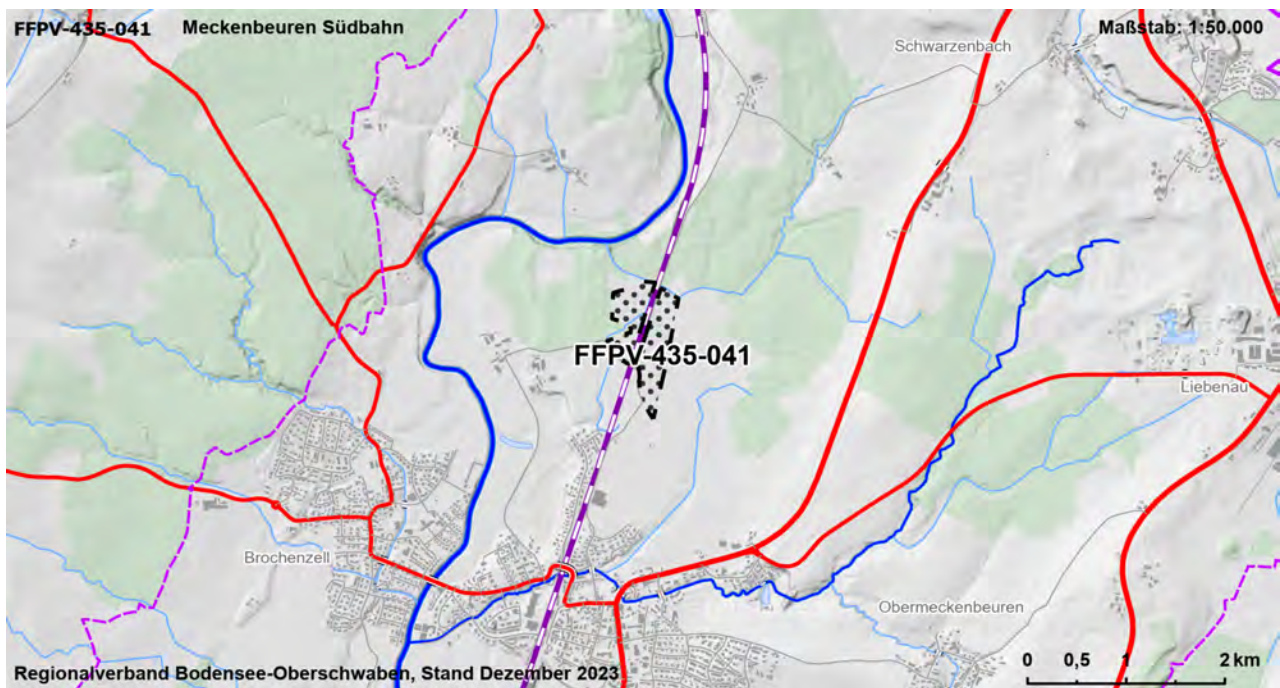 FFPV-435-041 Meckenbeuren Südbahn Maßstab: 1:50.000
Schwarzenbach
FFPV-435-041
Liebenau
Brochenzell
Obermeckenbeuren
0 0,5 1 2 km
Regionalverband Bodensee-Oberschwaben, Stand Dezember 2023